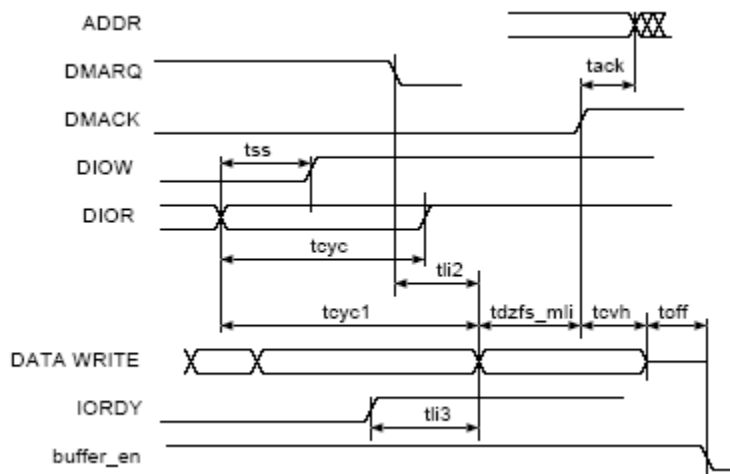 ADDR
DMARQ
tack
DMACK
tss
DIOW
DIOR
tcyc
tli2
tcyc1 tdzfs_mli tcvh toff
DATA WRITE
IORDY
tli3
buffer_en